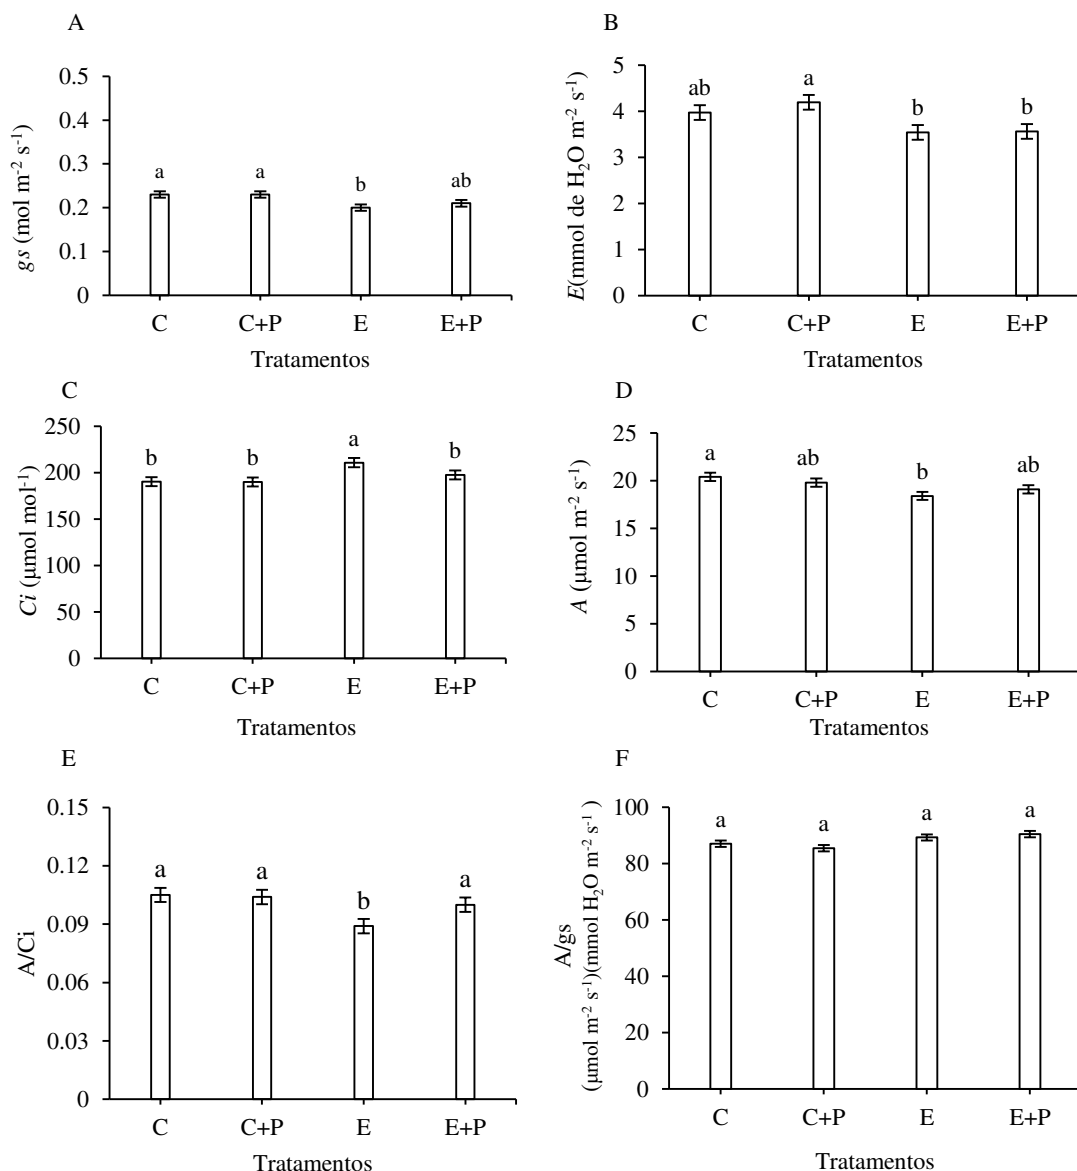 A
gs (mol m⁻² s⁻¹)
0.5
0.4
0.3
0.2
0.1
0
a
a
b
ab
C
C+P
E
E+P
Tratamentos
B
E(mmol de H₂O m⁻² s⁻¹)
5
4
3
2
1
0
ab
a
b
b
C
C+P
E
E+P
Tratamentos
C
Ci (µmol mol⁻¹)
250
200
150
100
50
0
b
b
a
b
C
C+P
E
E+P
Tratamentos
D
A (µmol m⁻² s⁻¹)
25
20
15
10
5
0
a
ab
b
ab
C
C+P
E
E+P
Tratamentos
E
A/Ci
0.15
0.12
0.09
0.06
0.03
0
a
a
b
a
C
C+P
E
E+P
Tratamentos
F
A/gs
(µmol m⁻² s⁻¹)(mmol H₂O m⁻² s⁻¹ )
100
80
60
40
20
0
a
a
a
a
C
C+P
E
E+P
Tratamentos